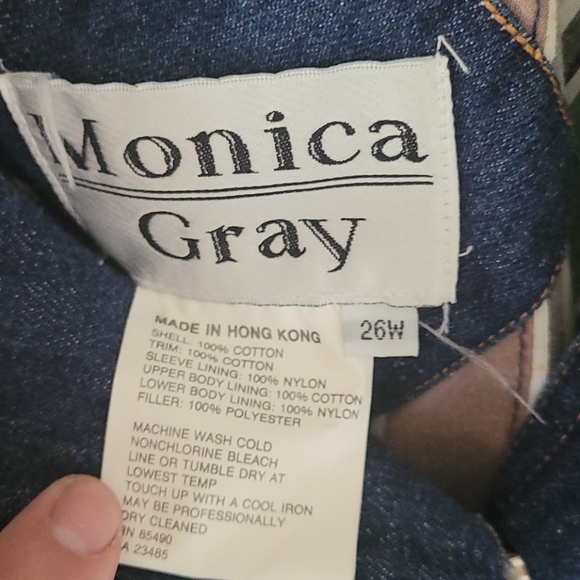 Monica
Gray
26W
MADE IN HONG KONG
SHELL: 100% COTTON
TRIM: 100% COTTON
SLEEVE LINING: 100% NYLON
UPPER BODY LINING: 100% COTTON
LOWER BODY LINING: 100% NYLON
FILLER: 100% POLYESTER
MACHINE WASH COLD
NONCHLORINE BLEACH
LINE OR TUMBLE DRY AT
LOWEST TEMP
TOUCH UP WITH A COOL IRON
MAY BE PROFESSIONALLY
DRY CLEANED
RN 85490
A 23485